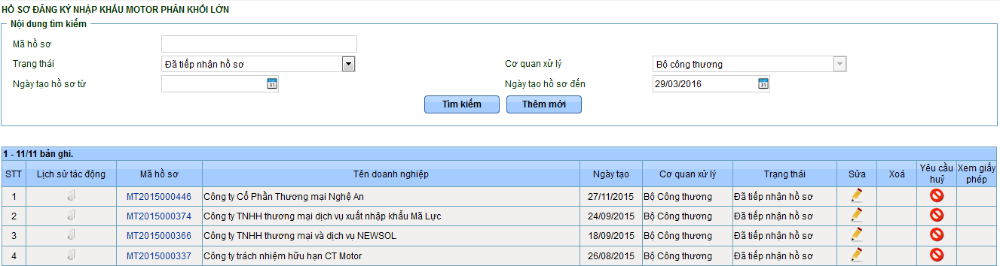 HỒ SƠ ĐĂNG KÝ NHẬP KHẨU MOTOR PHÂN KHỐI LỚN
Nội dung tìm kiếm
Mã hồ sơ
Trạng thái Đã tiếp nhận hồ sơ Cơ quan xử lý Bộ công thương
Ngày tạo hồ sơ từ 31 Ngày tạo hồ sơ đến 29/03/2016 31
Tìm kiếm Thêm mới
1 - 11/11 bản ghi.
STT Lịch sử tác động Mã hồ sơ Tên doanh nghiệp Ngày tạo Cơ quan xử lý Trạng thái Sửa Xoá Yêu cầu huỷ Xem giấy phép
1 MT2015000446 Công ty Cổ Phần Thương mại Nghệ An 27/11/2015 Bộ Công thương Đã tiếp nhận hồ sơ
2 MT2015000374 Công ty TNHH thương mại dịch vụ xuất nhập khẩu Mã Lực 24/09/2015 Bộ Công thương Đã tiếp nhận hồ sơ
3 MT2015000366 Công ty TNHH thương mại và dịch vụ NEWSOL 18/09/2015 Bộ Công thương Đã tiếp nhận hồ sơ
4 MT2015000337 Công ty trách nhiệm hữu hạn CT Motor 26/08/2015 Bộ Công thương Đã tiếp nhận hồ sơ